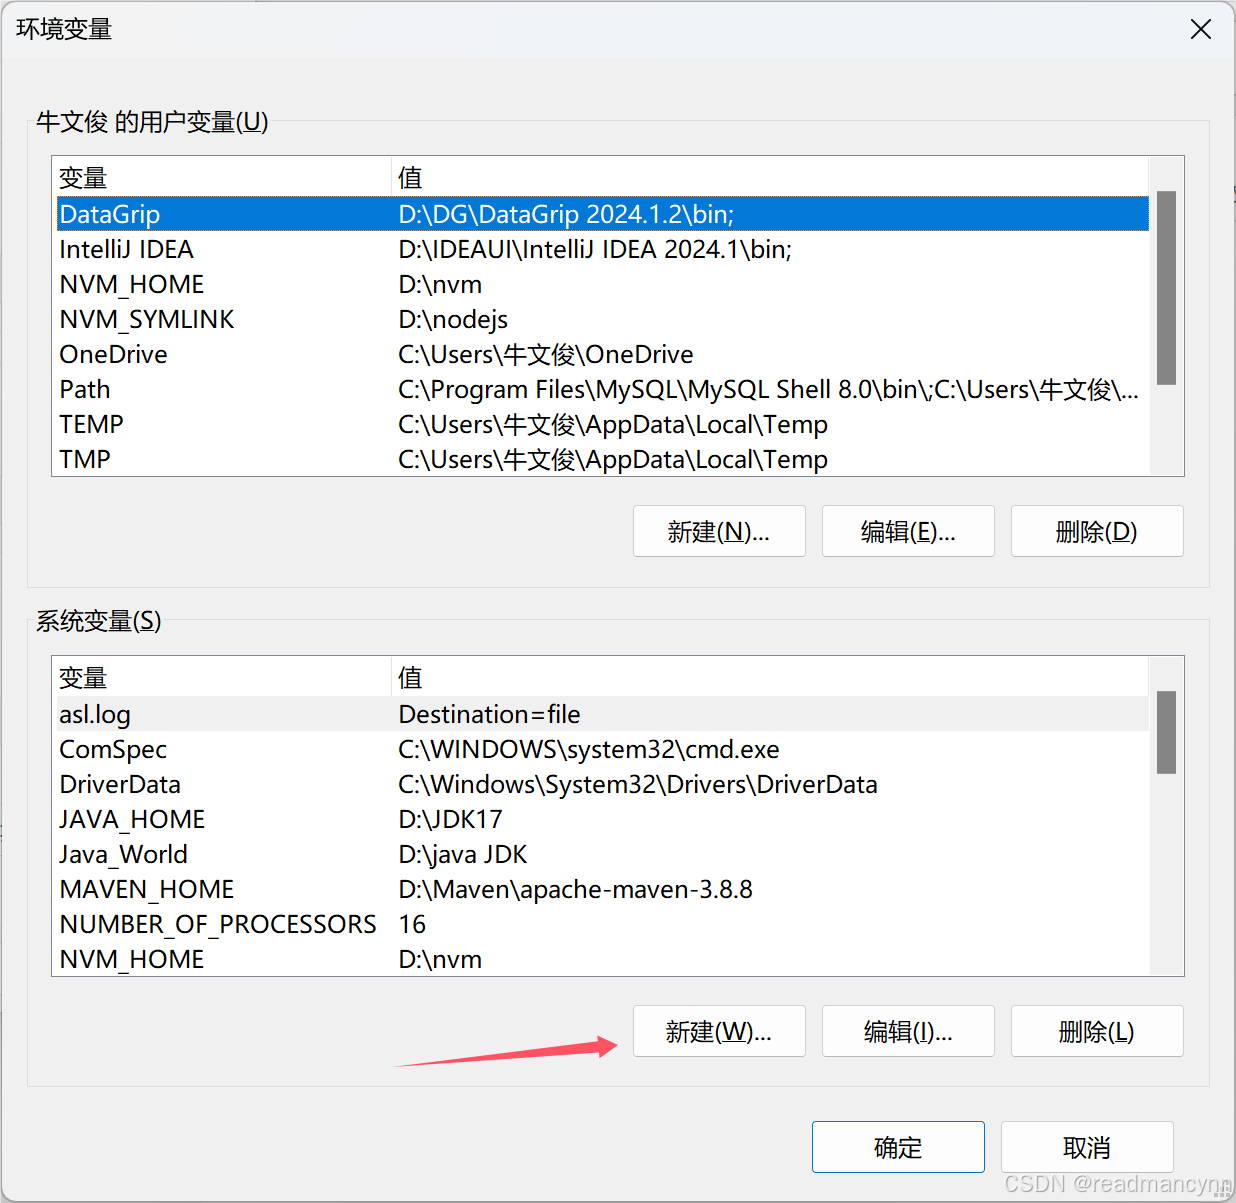 环境变量
牛文俊 的用户变量(U)
变量 值
DataGrip D:\DG\DataGrip 2024.1.2\bin;
IntelliJ IDEA D:\IDEAUI\IntelliJ IDEA 2024.1\bin;
NVM_HOME D:\nvm
NVM_SYMLINK D:\nodejs
OneDrive C:\Users\牛文俊\OneDrive
Path C:\Program Files\MySQL\MySQL Shell 8.0\bin\;C:\Users\牛文俊\...
TEMP C:\Users\牛文俊\AppData\Local\Temp
TMP C:\Users\牛文俊\AppData\Local\Temp
新建(N)... 编辑(E)... 删除(D)
系统变量(S)
变量 值
asl.log Destination=file
ComSpec C:\WINDOWS\system32\cmd.exe
DriverData C:\Windows\System32\Drivers\DriverData
JAVA_HOME D:\JDK17
Java_World D:\java JDK
MAVEN_HOME D:\Maven\apache-maven-3.8.8
NUMBER_OF_PROCESSORS 16
NVM_HOME D:\nvm
新建(W)... 编辑(I)... 删除(L)
确定 取消
CSDN @readmancynn